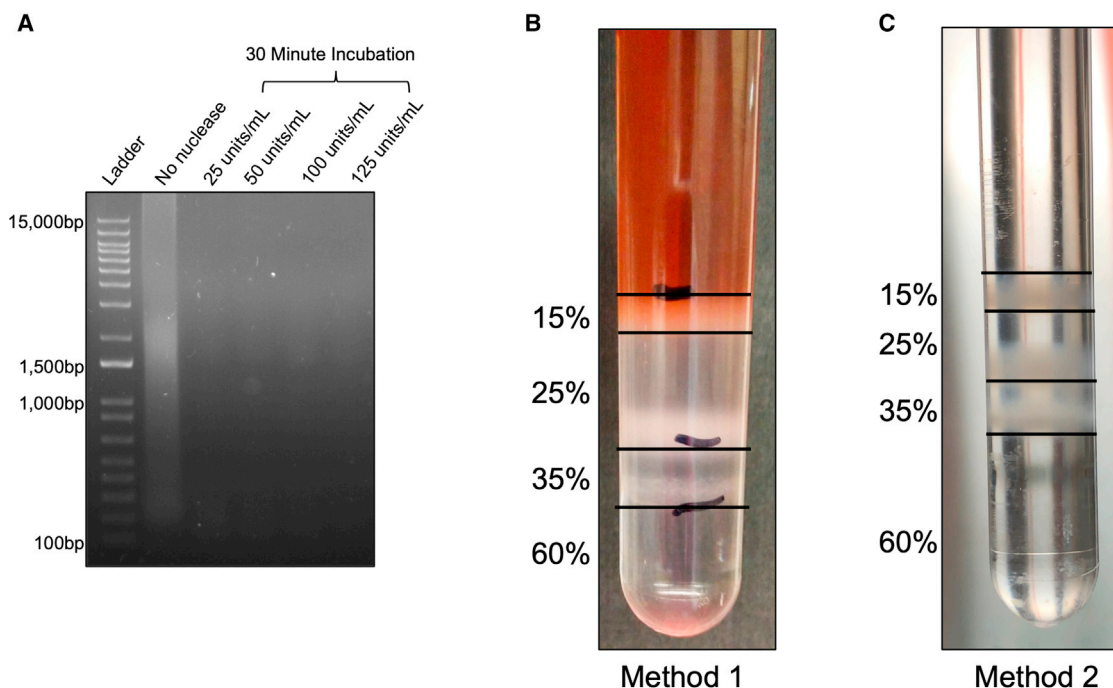 A
30 Minute Incubation
Ladder
No nuclease
25 units/mL
50 units/mL
100 units/mL
125 units/mL
15,000bp
1,500bp
1,000bp
100bp
B
15%
25%
35%
60%
Method 1
C
15%
25%
35%
60%
Method 2